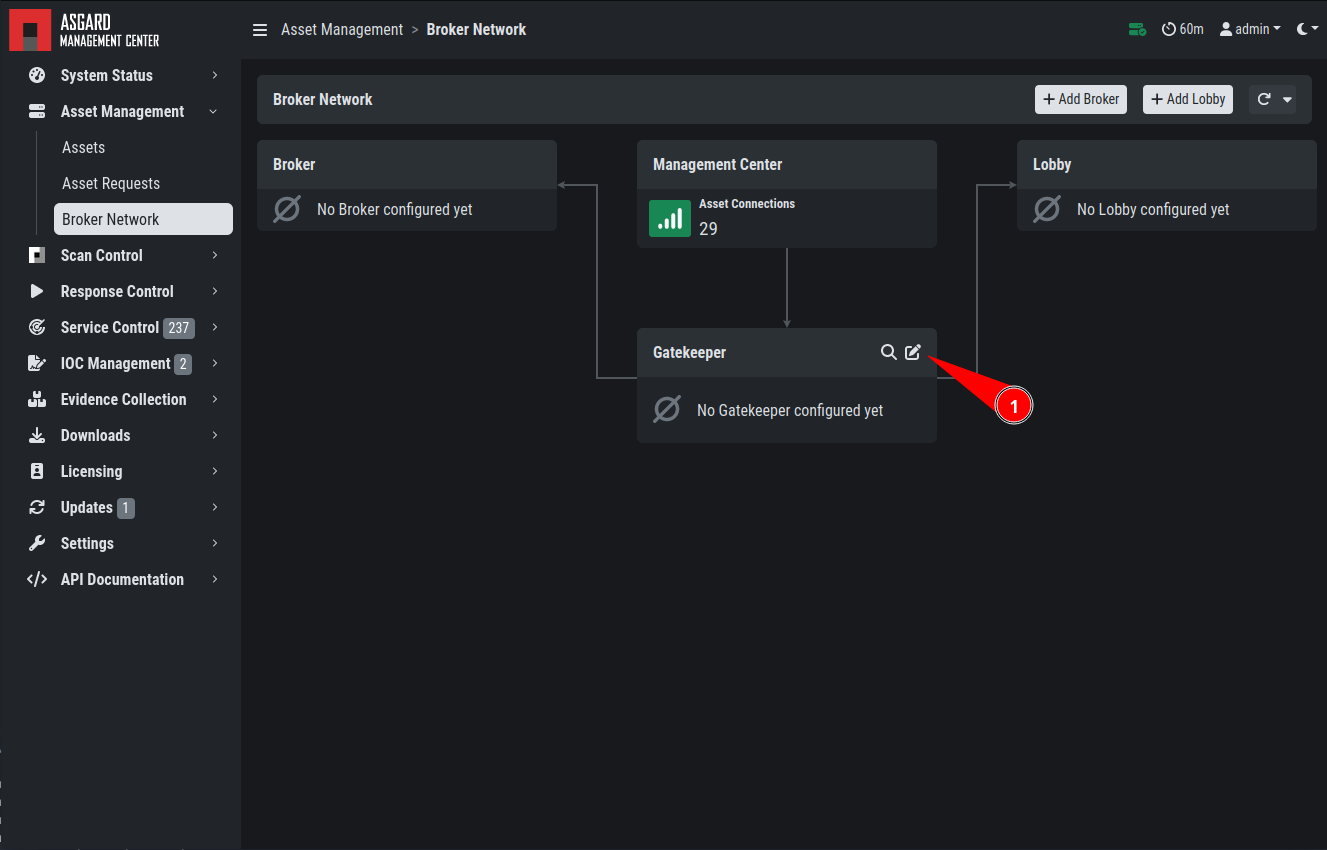 ASGARD
MANAGEMENT CENTER
Asset Management > Broker Network
60m
admin
System Status
Asset Management
Assets
Asset Requests
Broker Network
Scan Control
Response Control
Service Control 237
IOC Management 2
Evidence Collection
Downloads
Licensing
Updates 1
Settings
API Documentation
Broker Network
Add Broker
Add Lobby
Broker
No Broker configured yet
Management Center
Asset Connections
29
Lobby
No Lobby configured yet
Gatekeeper
No Gatekeeper configured yet
1